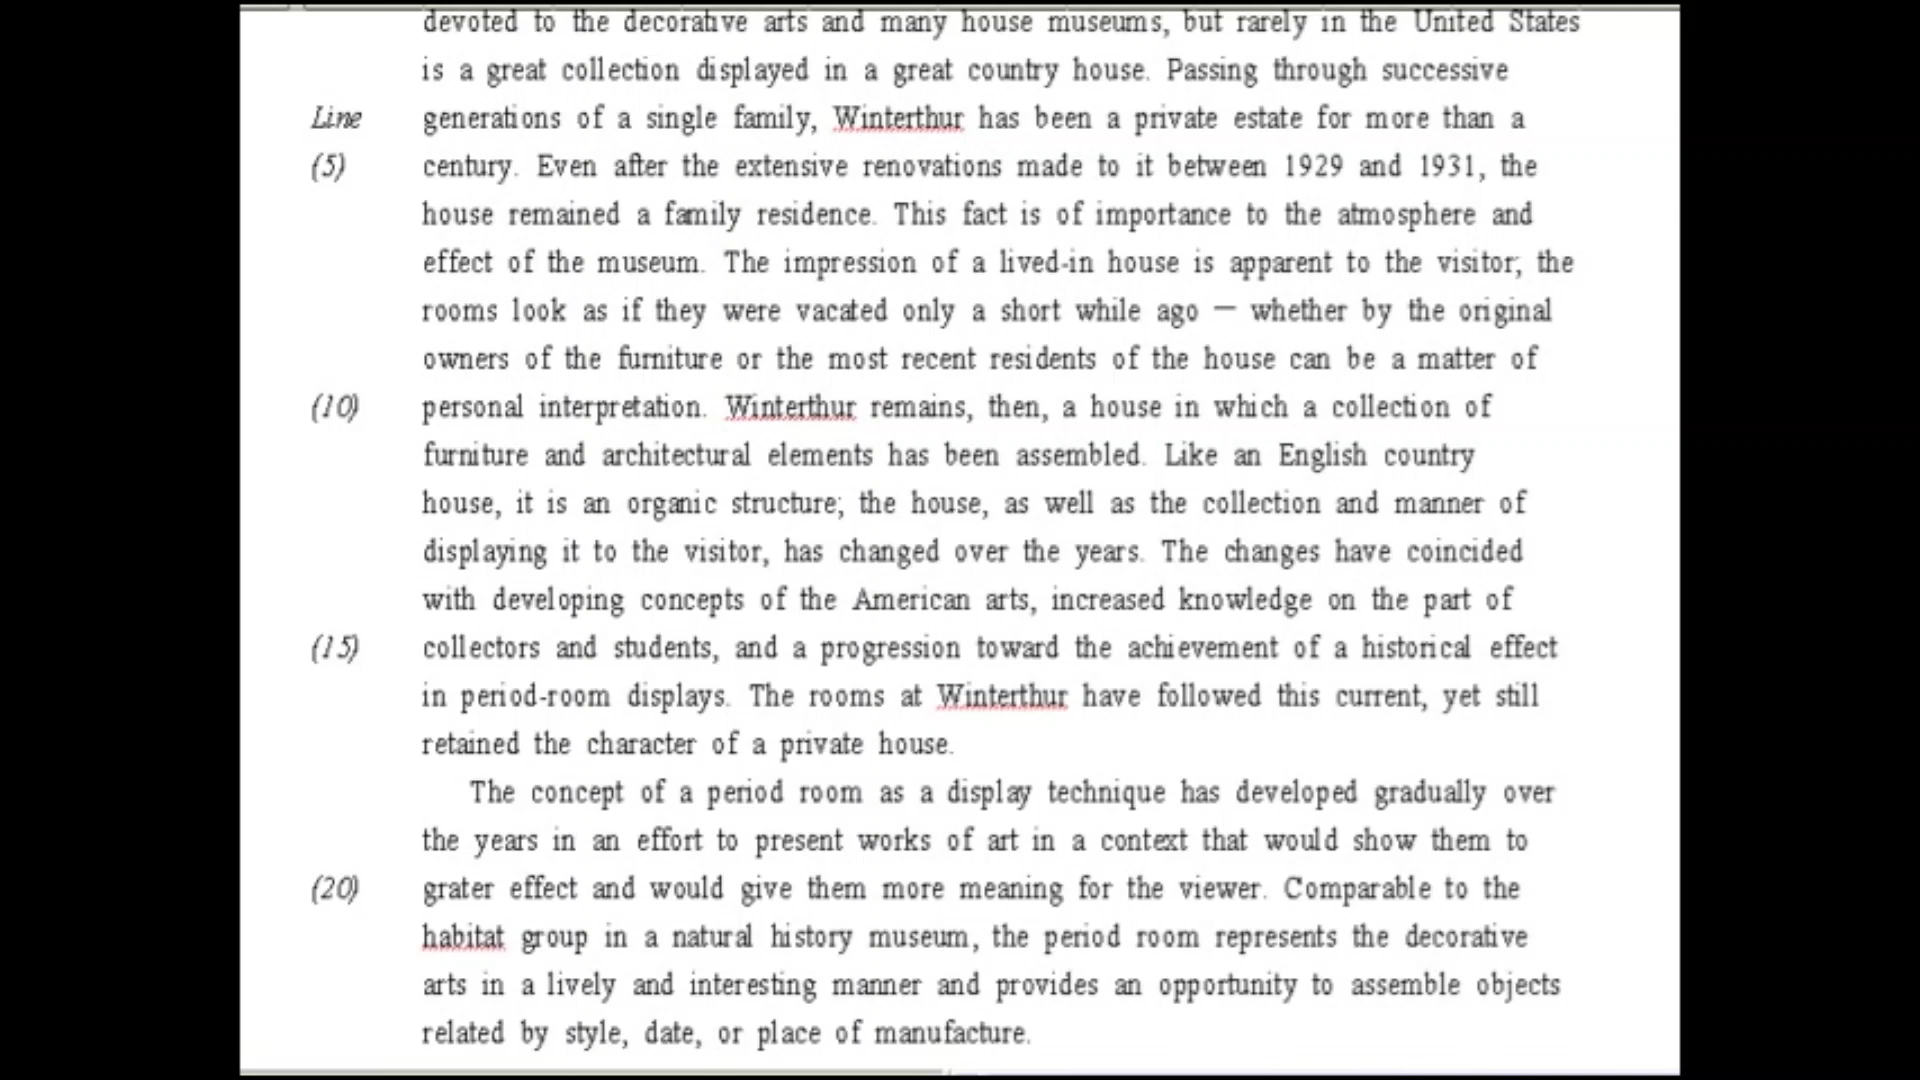 devoted to the decorative arts and many house museums, but rarely in the United States
is a great collection displayed in a great country house. Passing through successive
Line generations of a single family, Winterthur has been a private estate for more than a
(5) century. Even after the extensive renovations made to it between 1929 and 1931, the
house remained a family residence. This fact is of importance to the atmosphere and
effect of the museum. The impression of a lived-in house is apparent to the visitor; the
rooms look as if they were vacated only a short while ago — whether by the original
owners of the furniture or the most recent residents of the house can be a matter of
(10) personal interpretation. Winterthur remains, then, a house in which a collection of
furniture and architectural elements has been assembled. Like an English country
house, it is an organic structure; the house, as well as the collection and manner of
displaying it to the visitor, has changed over the years. The changes have coincided
with developing concepts of the American arts, increased knowledge on the part of
(15) collectors and students, and a progression toward the achievement of a historical effect
in period-room displays. The rooms at Winterthur have followed this current, yet still
retained the character of a private house.
The concept of a period room as a display technique has developed gradually over
the years in an effort to present works of art in a context that would show them to
(20) grater effect and would give them more meaning for the viewer. Comparable to the
habitat group in a natural history museum, the period room represents the decorative
arts in a lively and interesting manner and provides an opportunity to assemble objects
related by style, date, or place of manufacture.